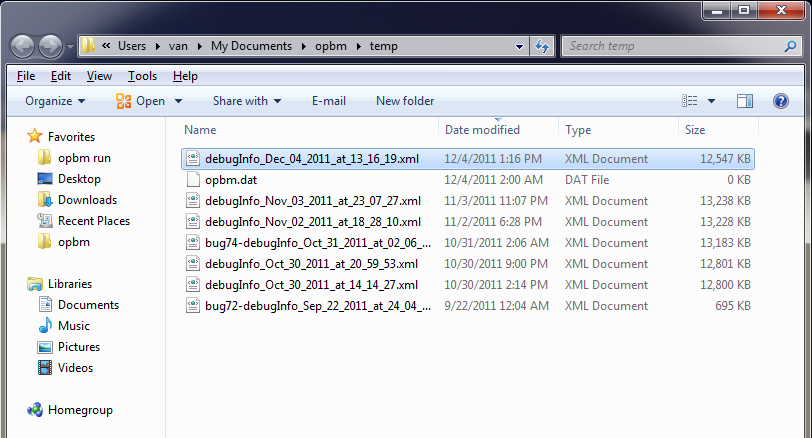 « Users ▸ van ▸ My Documents ▸ opbm ▸ temp Search temp
File Edit View Tools Help
Organize Open Share with E-mail New folder
Name Date modified Type Size
Favorites
opbm run
Desktop
Downloads
Recent Places
opbm
Libraries
Documents
Music
Pictures
Videos
Homegroup
debugInfo_Dec_04_2011_at_13_16_19.xml 12/4/2011 1:16 PM XML Document 12,547 KB
opbm.dat 12/4/2011 2:00 AM DAT File 0 KB
debugInfo_Nov_03_2011_at_23_07_27.xml 11/3/2011 11:07 PM XML Document 13,238 KB
debugInfo_Nov_02_2011_at_18_28_10.xml 11/2/2011 6:28 PM XML Document 13,228 KB
bug74-debugInfo_Oct_31_2011_at_02_06_... 10/31/2011 2:06 AM XML Document 13,183 KB
debugInfo_Oct_30_2011_at_20_59_53.xml 10/30/2011 9:00 PM XML Document 12,801 KB
debugInfo_Oct_30_2011_at_14_14_27.xml 10/30/2011 2:14 PM XML Document 12,800 KB
bug72-debugInfo_Sep_22_2011_at_24_04_... 9/22/2011 12:04 AM XML Document 695 KB